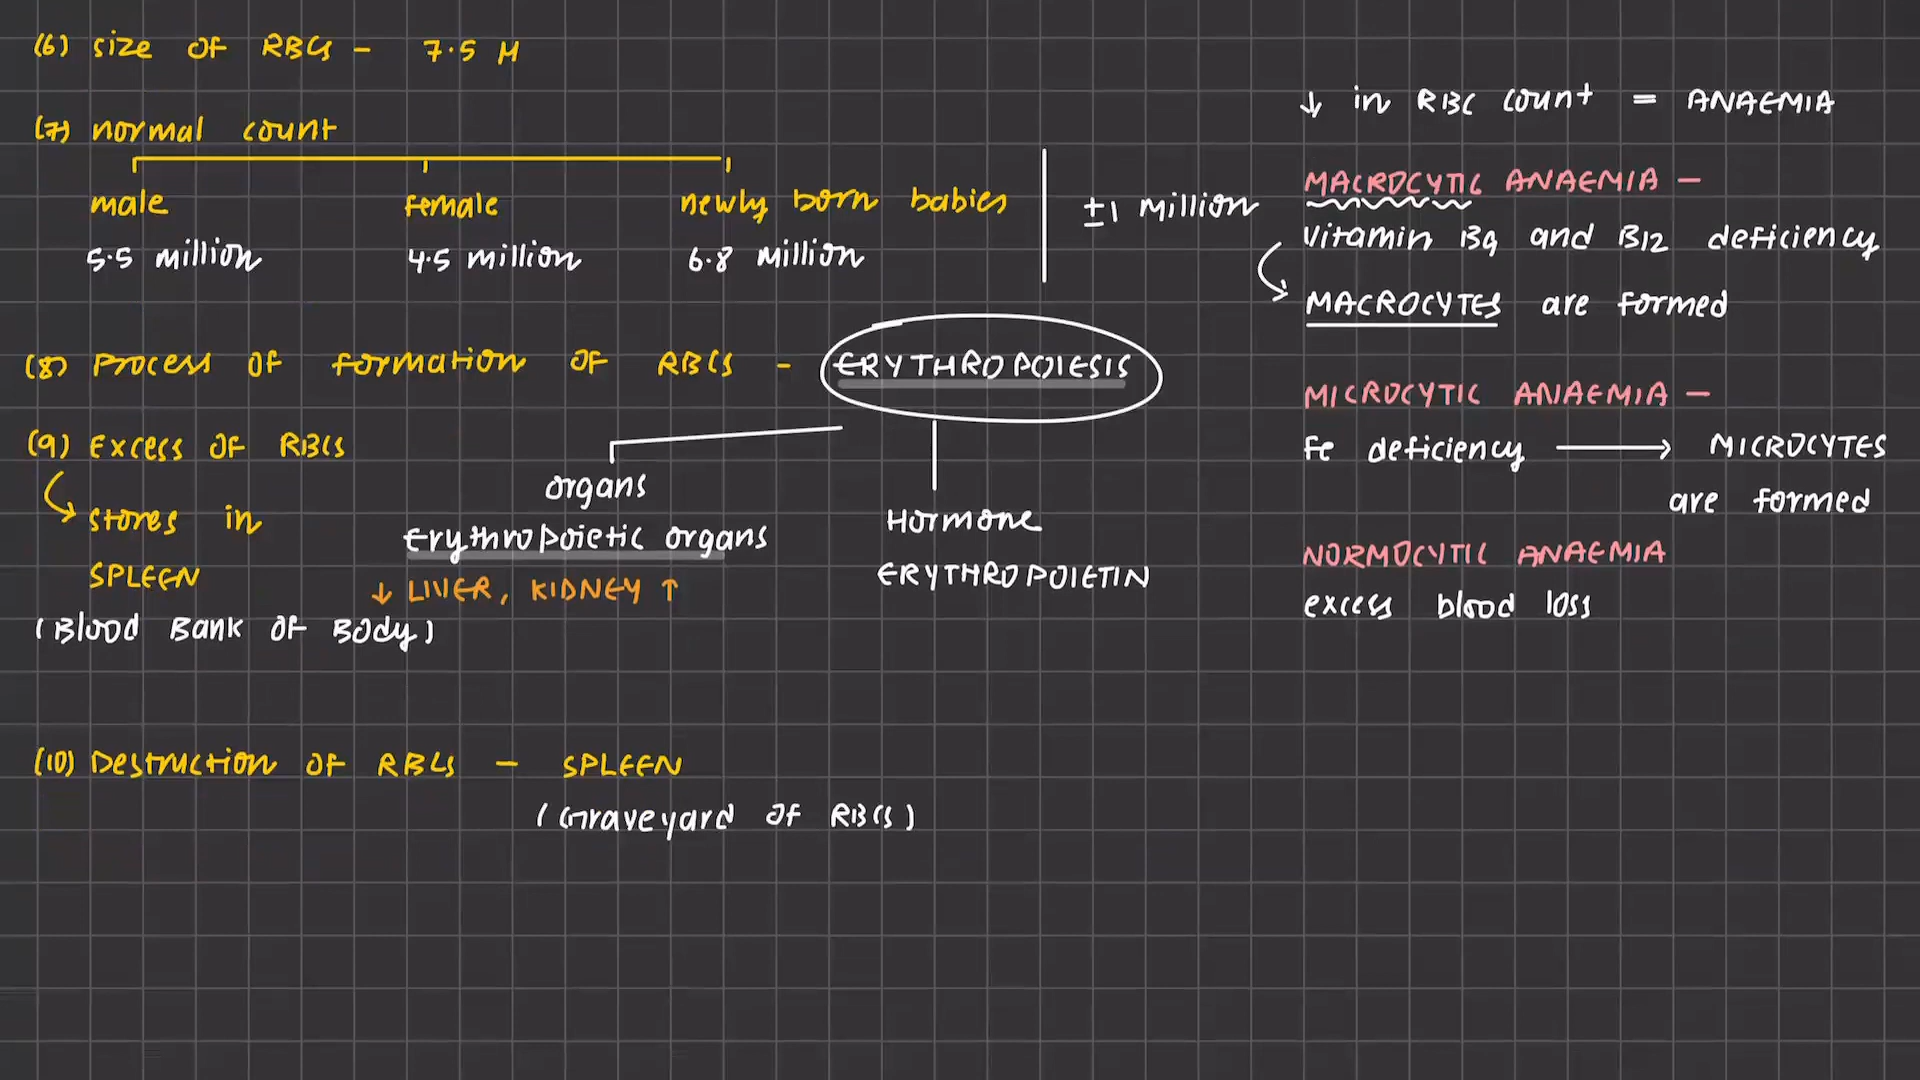 (6) size of RBCs - 7.5 μ
(7) normal count
male female newly born babies
5.5 million 4.5 million 6.8 million
±1 million
(8) Process of formation of RBCs - ERYTHROPOIESIS
(9) Excess of RBCs
stores in
SPLEEN
(Blood Bank of Body)
organs
Erythropoietic organs
↓ LIVER, KIDNEY ↑
Hormone
ERYTHROPOIETIN
(10) Destruction of RBCs - SPLEEN
(Graveyard of RBCs)
↓ in RBC count = ANAEMIA
MACROCYTIC ANAEMIA -
Vitamin B9 and B12 deficiency
MACROCYTES are formed
MICROCYTIC ANAEMIA -
Fe deficiency → MICROCYTES
are formed
NORMOCYTIC ANAEMIA
excess blood loss